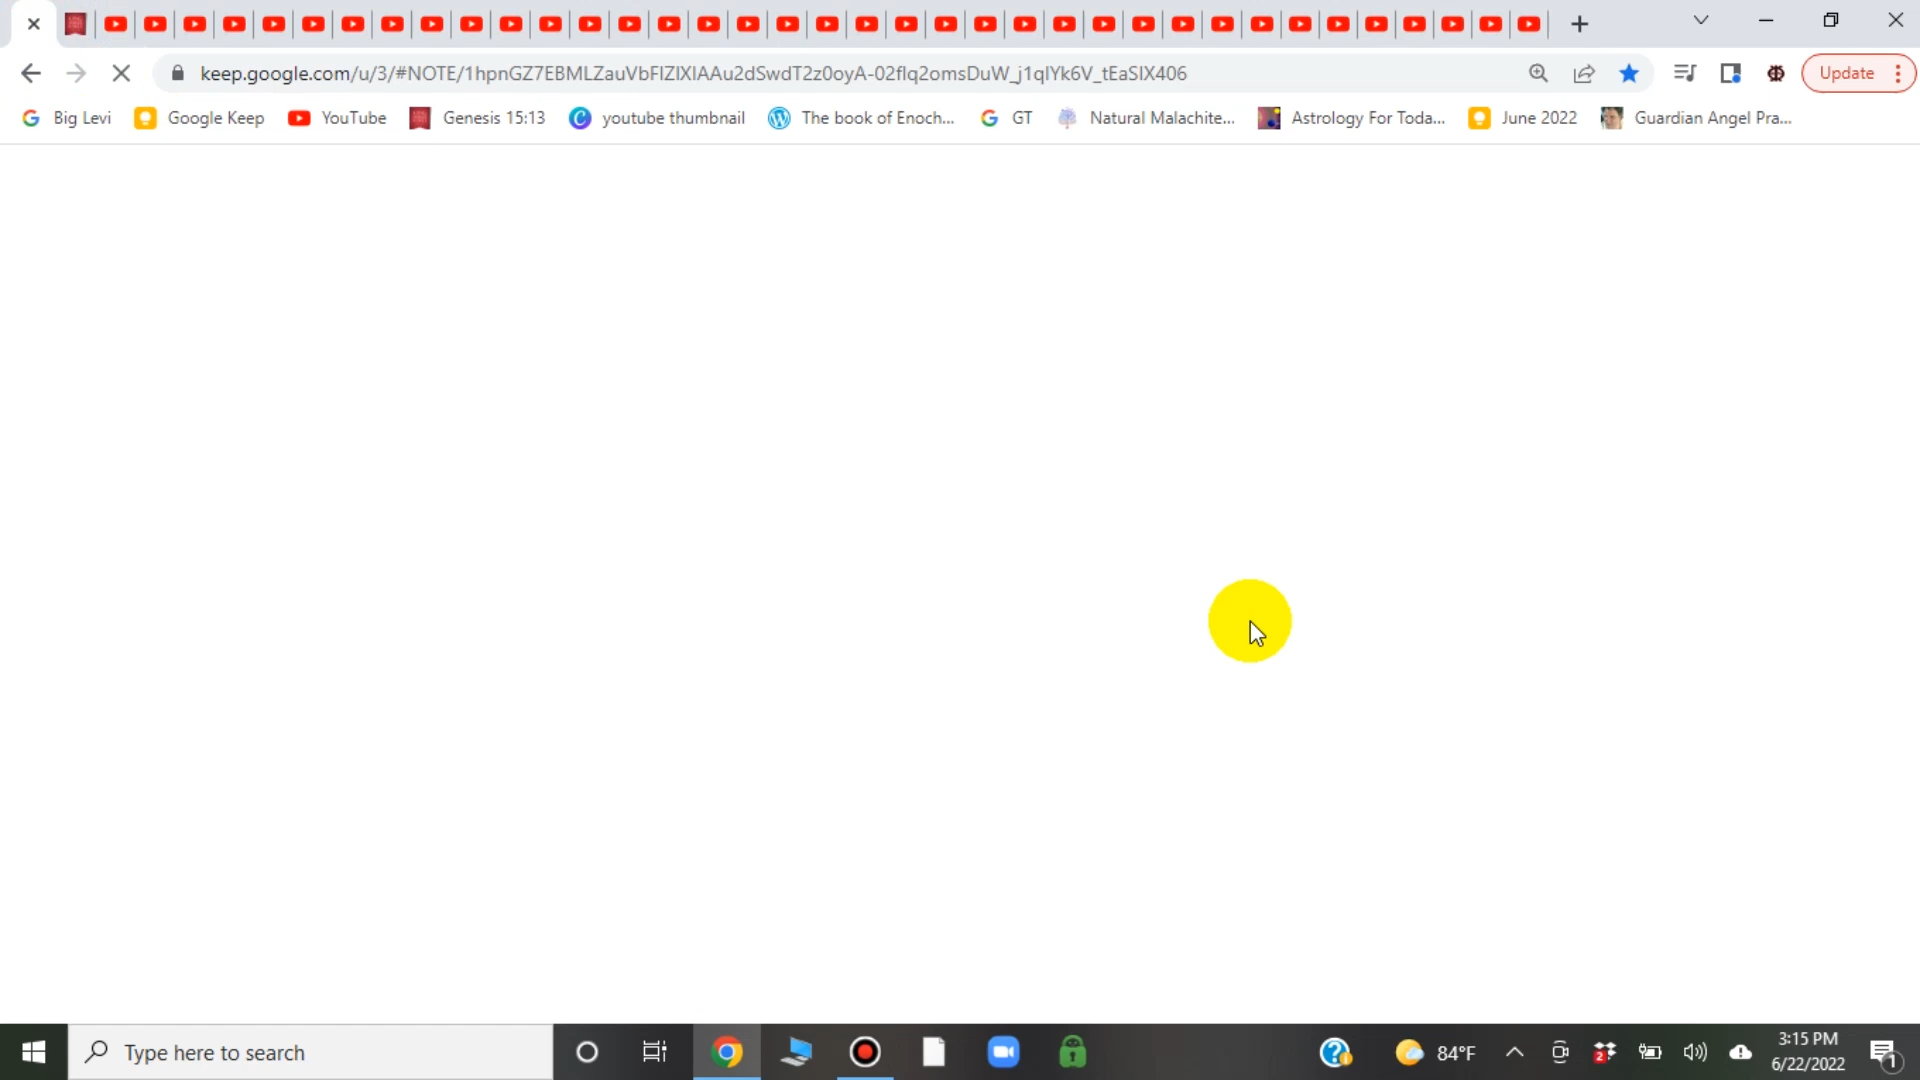 keep.google.com/u/3/#NOTE/1hpnGZ7EBMLZauVbFIZIXIAAu2dSwdT2z0oyA-02flq2omsDuW_j1qIYk6V_tEaSIX406
Update
Big Levi
Google Keep
YouTube
Genesis 15:13
youtube thumbnail
The book of Enoch...
GT
Natural Malachite...
Astrology For Toda...
June 2022
Guardian Angel Pra...
Type here to search
84°F
2
3:15 PM
6/22/2022
1